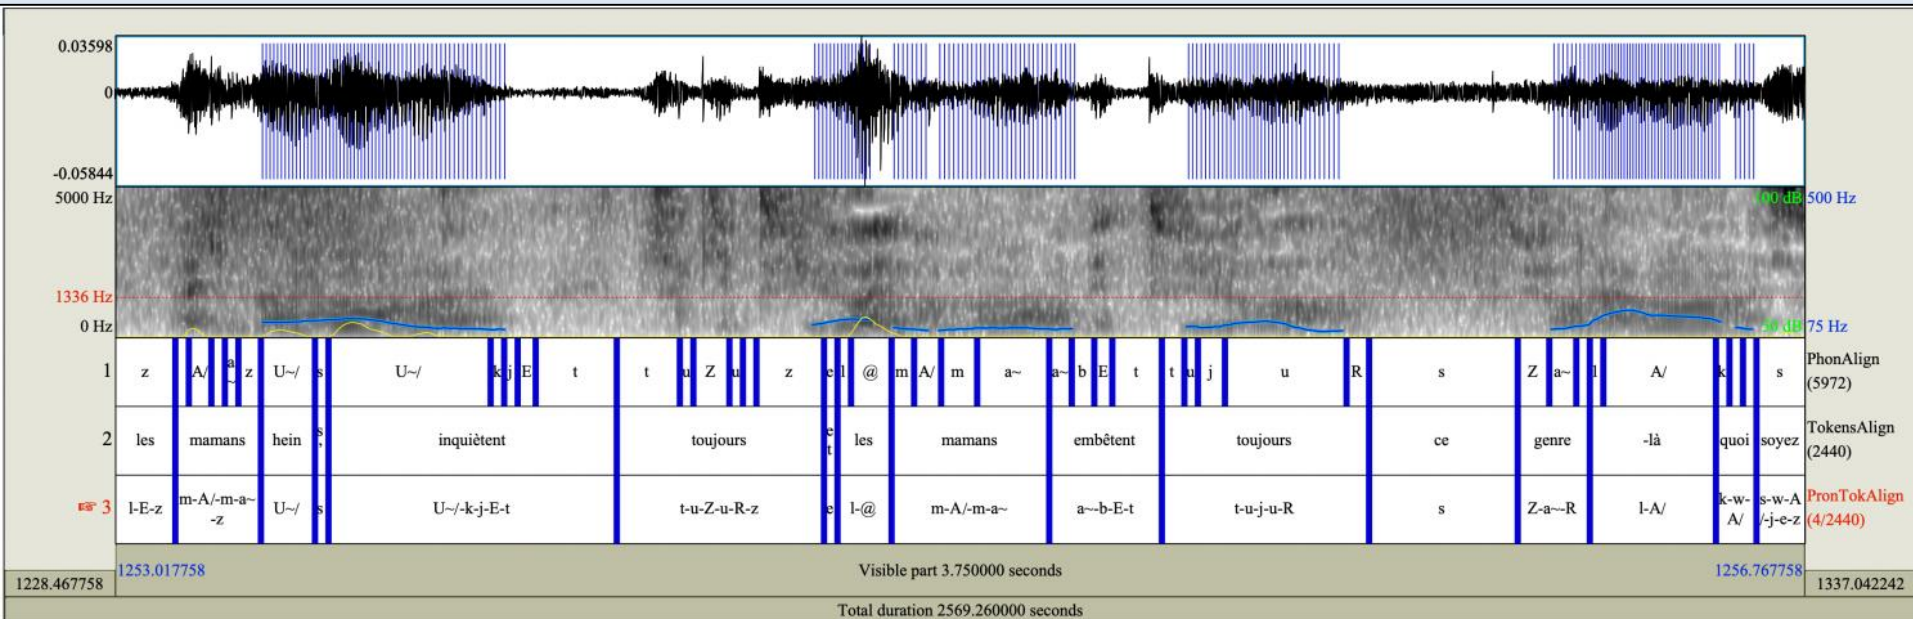 0.03598
0
-0.05844
5000 Hz 100 dB 500 Hz
1336 Hz
0 Hz 50 dB 75 Hz
1 z A/ a~ z U~/ s U~/ k j E t t u Z u z e l @ m A/ m a~ a~ b E t t u j u R s Z a~ l A/ k s PhonAlign (5972)
2 les mamans hein s' inquiètent toujours et les mamans embêtent toujours ce genre -là quoi soyez TokensAlign (2440)
☞ 3 l-E-z m-A/-m-a~-z U~/ s U~/-k-j-E-t t-u-Z-u-R-z e l-@ m-A/-m-a~ a~-b-E-t t-u-j-u-R s Z-a~-R l-A/ k-w-A/ s-w-A/-j-e-z PronTokAlign (4/2440)
1253.017758 Visible part 3.750000 seconds 1256.767758
1228.467758 1337.042242
Total duration 2569.260000 seconds